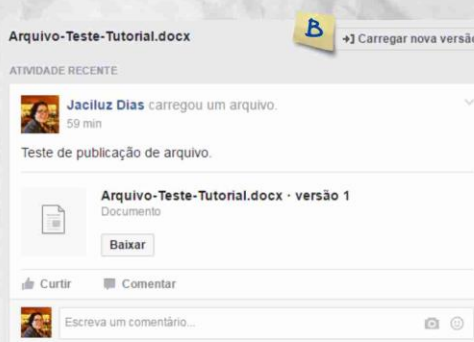 Arquivo-Teste-Tutorial.docx
B
Carregar nova versão
ATIVIDADE RECENTE
Jaciluz Dias carregou um arquivo.
59 min
Teste de publicação de arquivo.
Arquivo-Teste-Tutorial.docx · versão 1
Documento
Baixar
Curtir Comentar
Escreva um comentário...